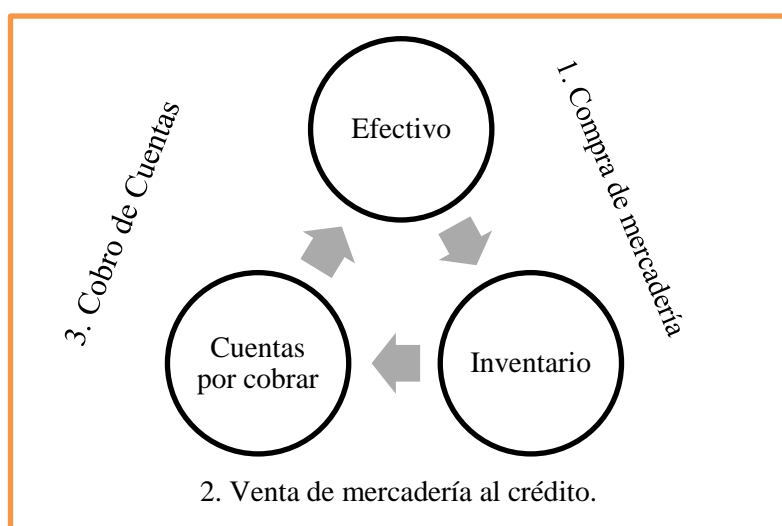 Efectivo
1. Compra de mercadería
3. Cobro de Cuentas
Cuentas
por cobrar
Inventario
2. Venta de mercadería al crédito.